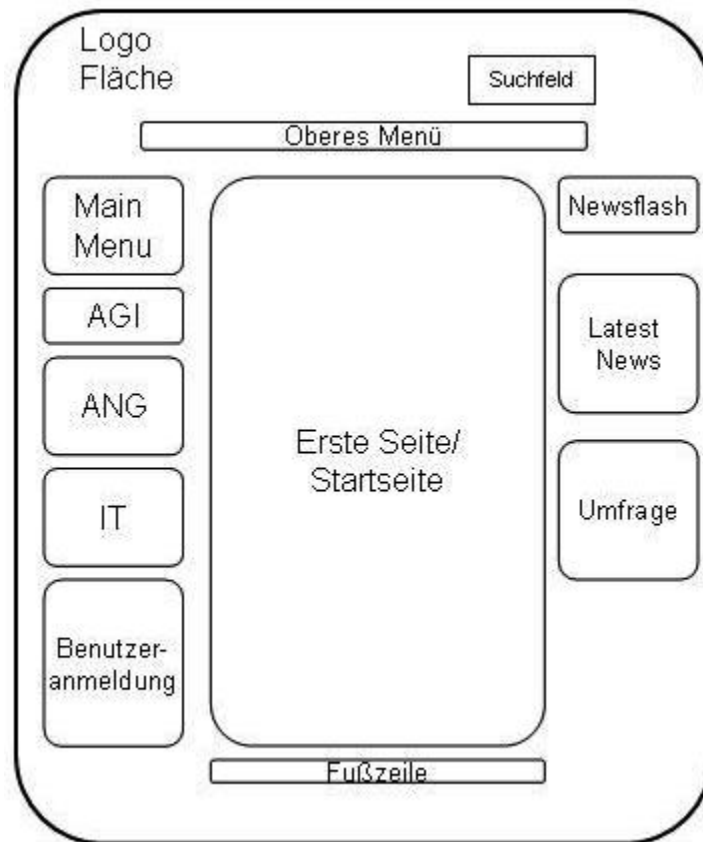 Logo
Fläche
Suchfeld
Oberes Menü
Main
Menu
AGI
ANG
IT
Benutzer-
anmeldung
Erste Seite/
Startseite
Newsflash
Latest
News
Umfrage
Fußzeile